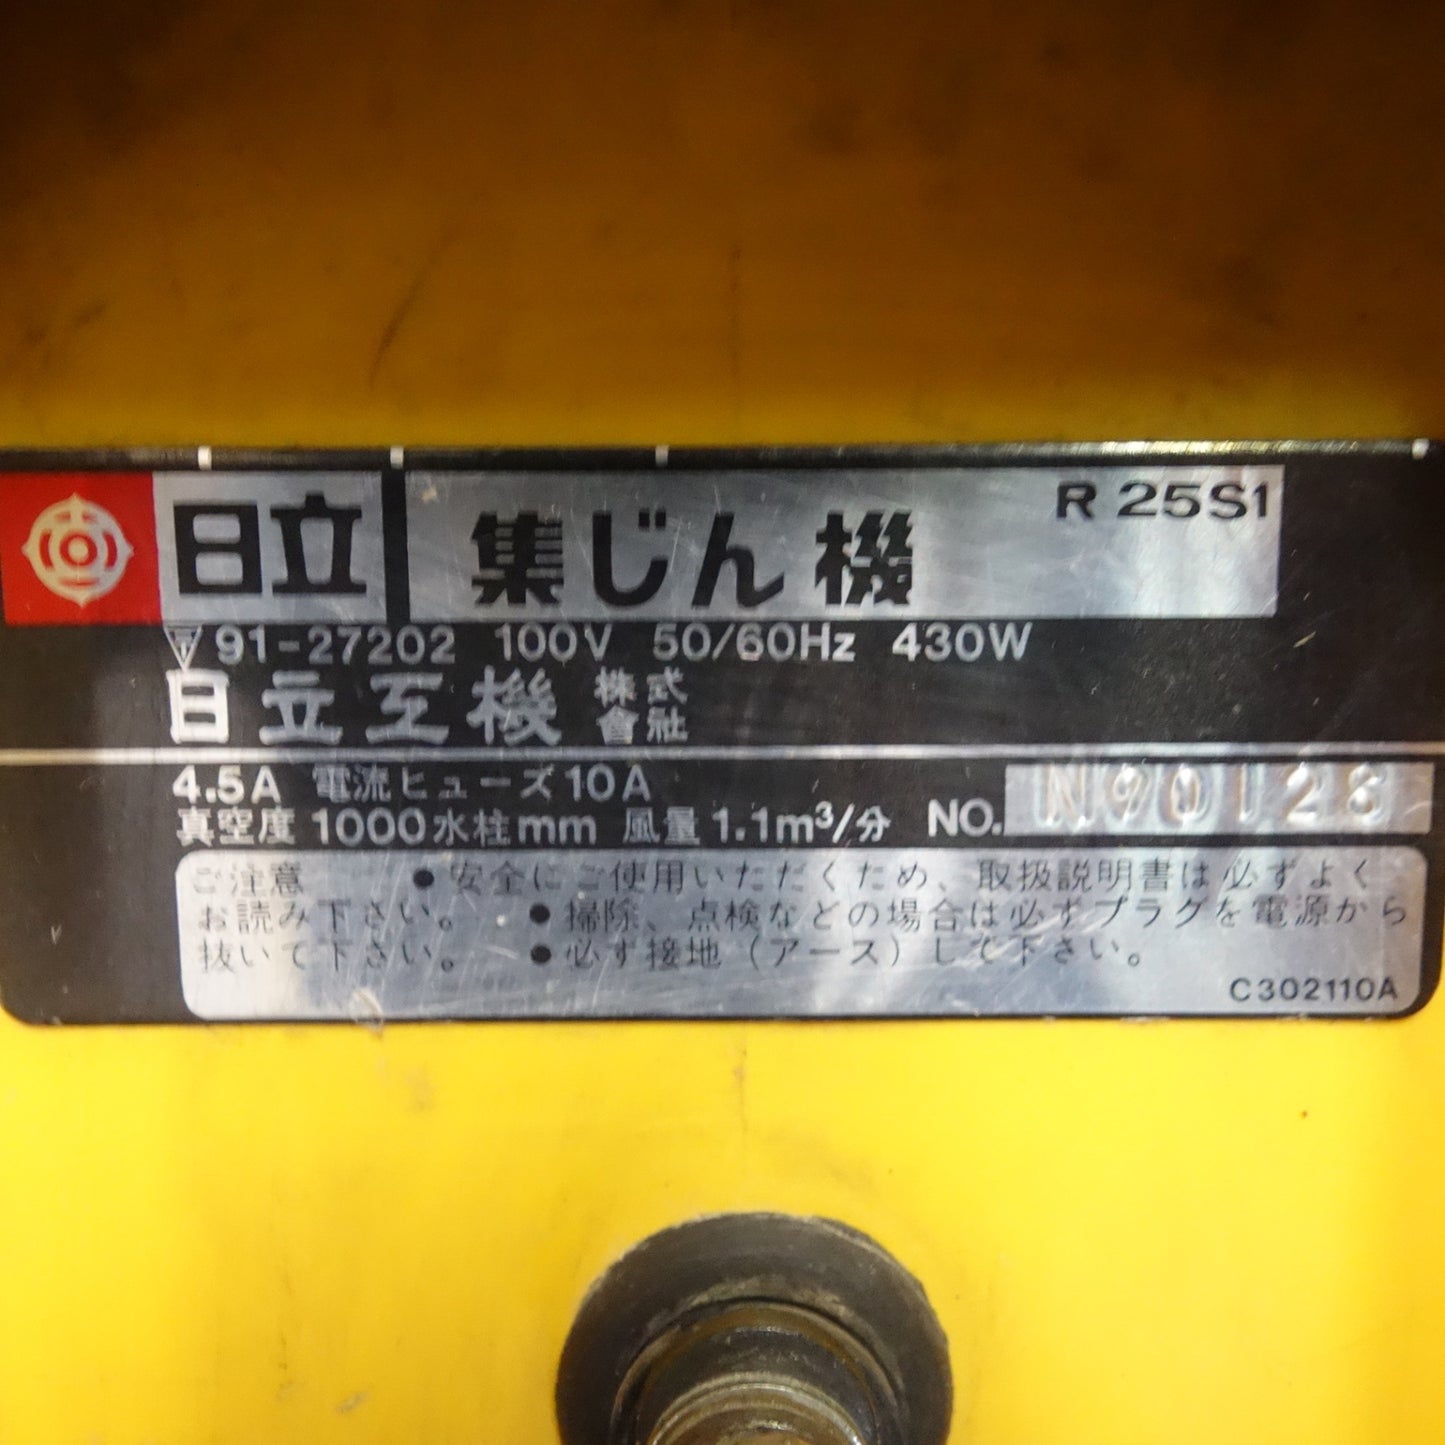 日立 集じん機 R 25S1
91-27202 100V 50/60Hz 430W
日立工機 株式會社
4.5A 電流ヒューズ10A
真空度 1000水柱mm 風量 1.1m³/分 NO. N90128
ご注意 ●安全にご使用いただくため、取扱説明書は必ずよく
お読み下さい。 ●掃除、点検などの場合は必ずプラグを電源から
抜いて下さい。 ●必ず接地（アース）して下さい。
C302110A